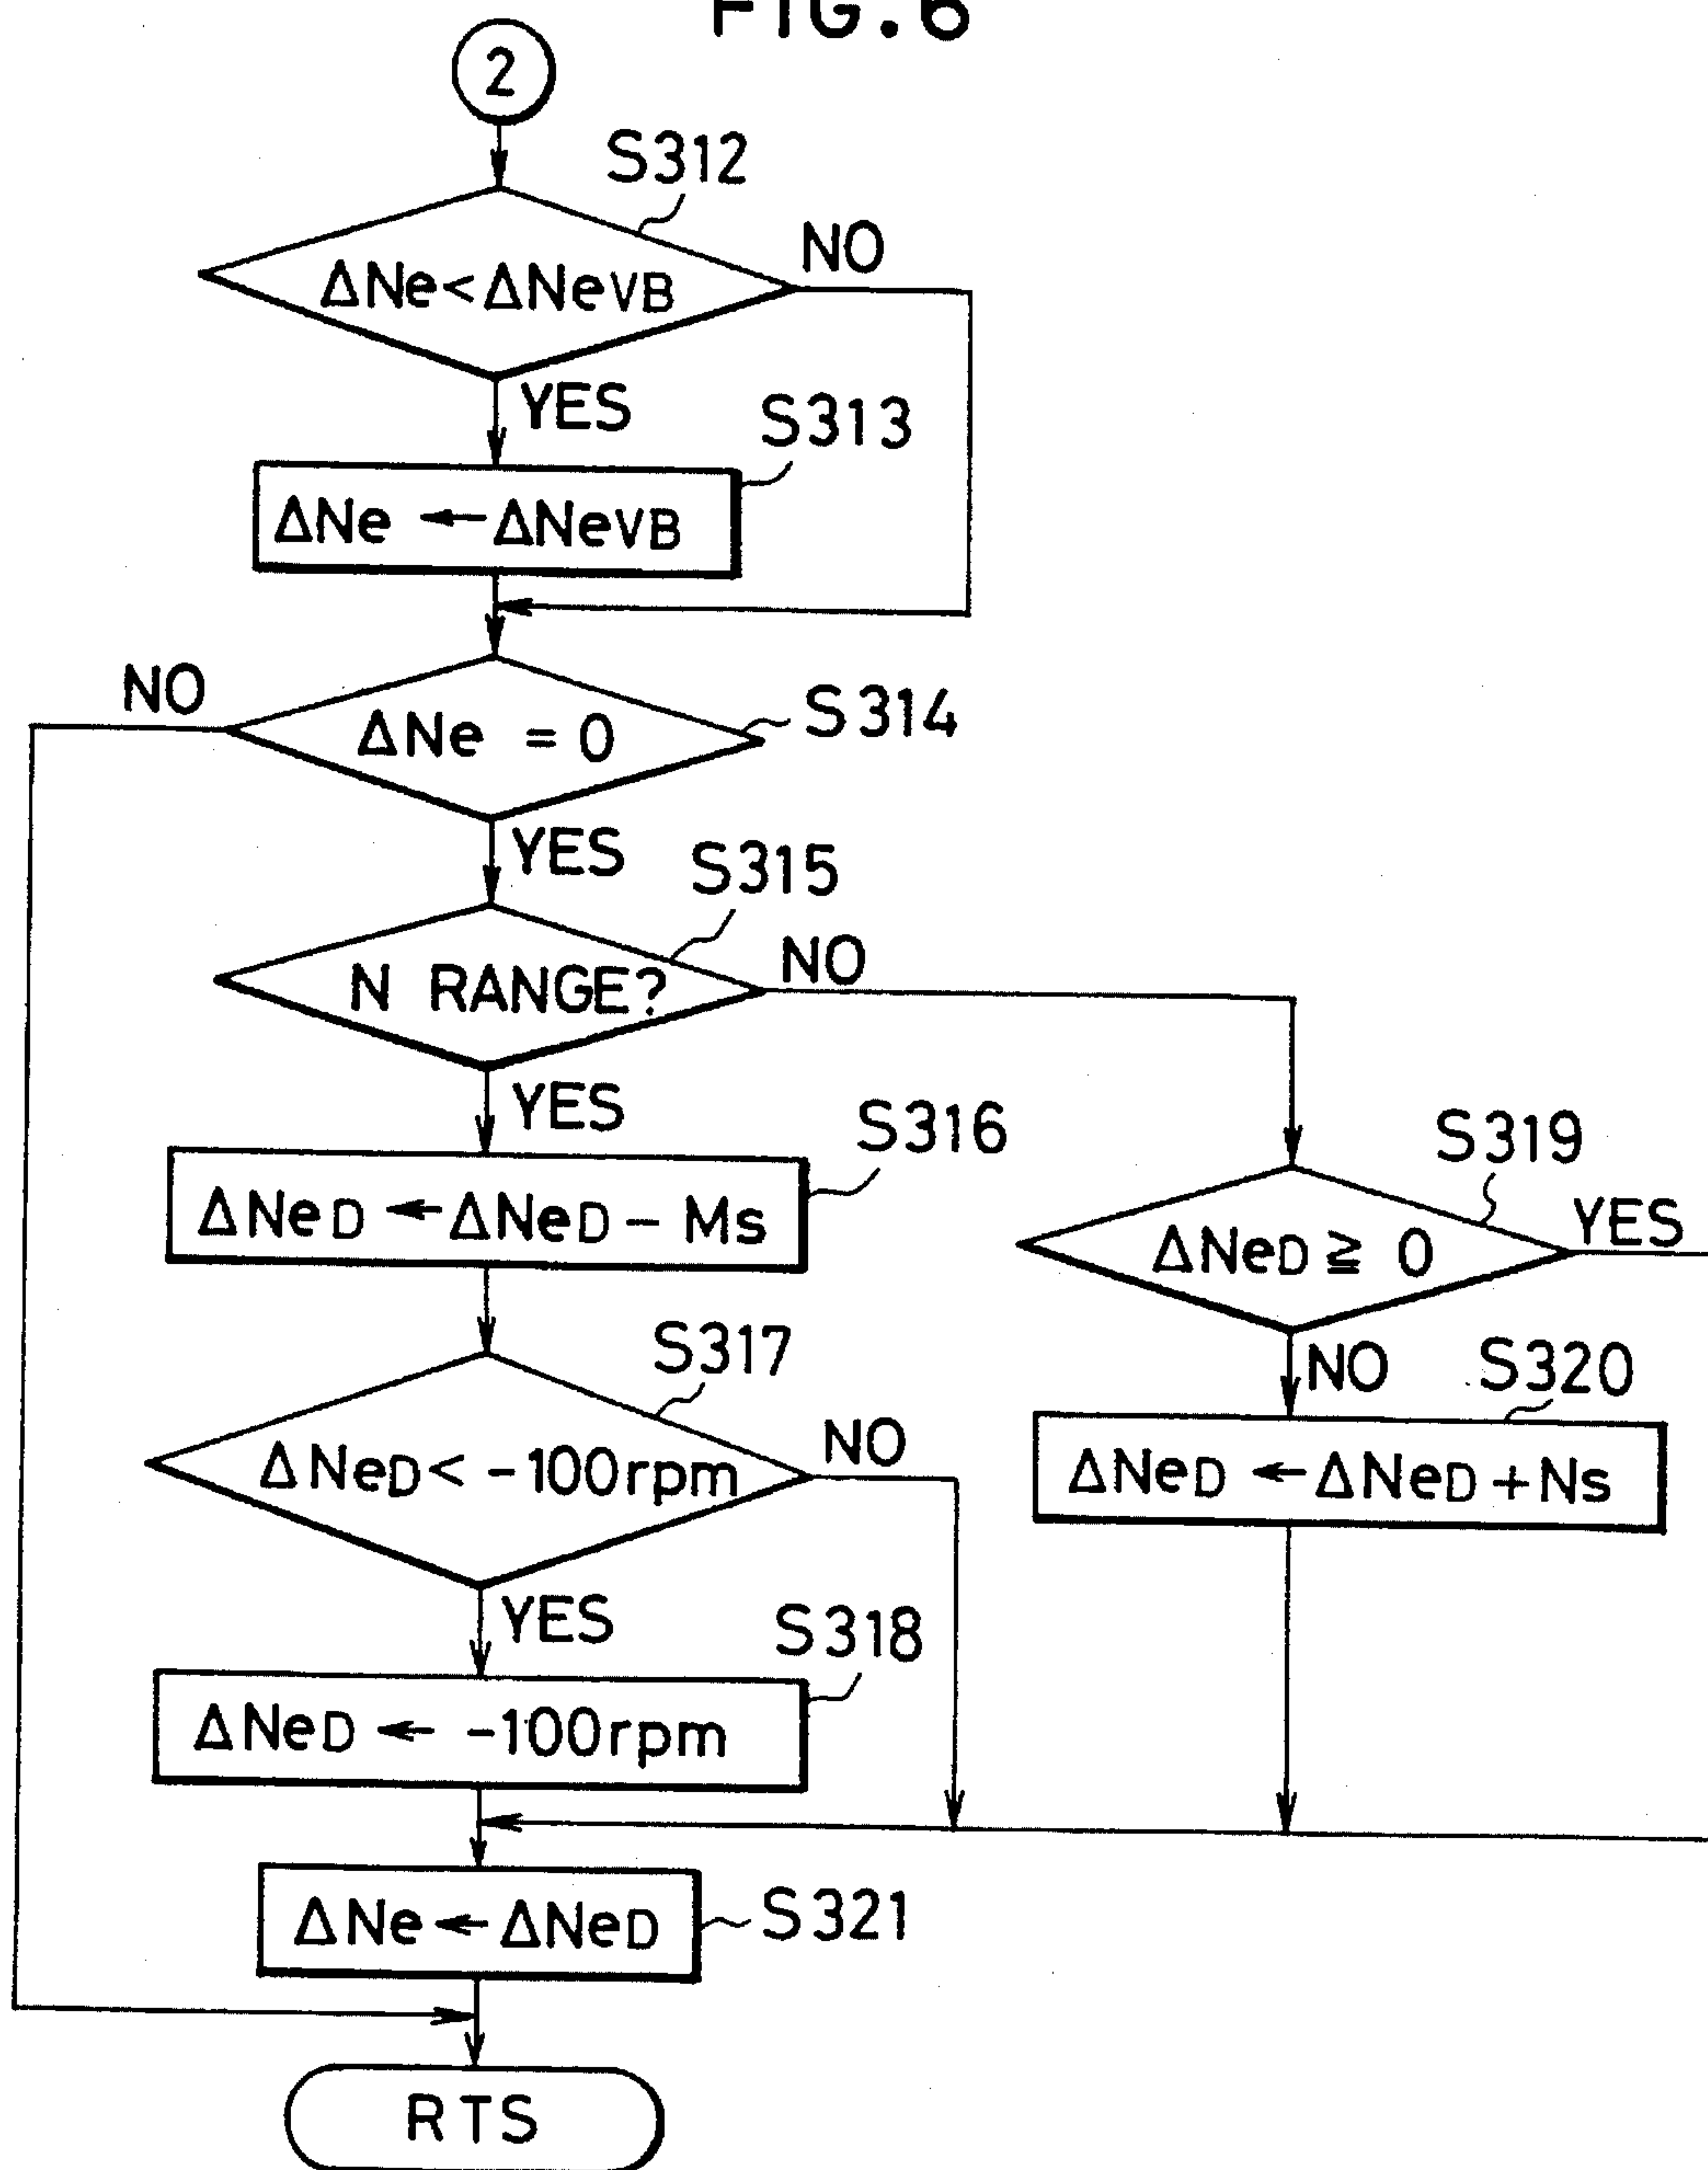 FIG.6
2
S312
ΔNe<ΔNeVB
NO
YES
S313
ΔNe ←ΔNeVB
NO
ΔNe = 0
S314
YES
S315
N RANGE?
NO
YES
S316
ΔNeD ←ΔNeD - Ms
S319
ΔNeD ≧ 0
YES
S317
ΔNeD < -100rpm
NO
NO
S320
ΔNeD ←ΔNeD +Ns
YES
S318
ΔNeD ← -100rpm
ΔNe←ΔNeD
S321
RTS